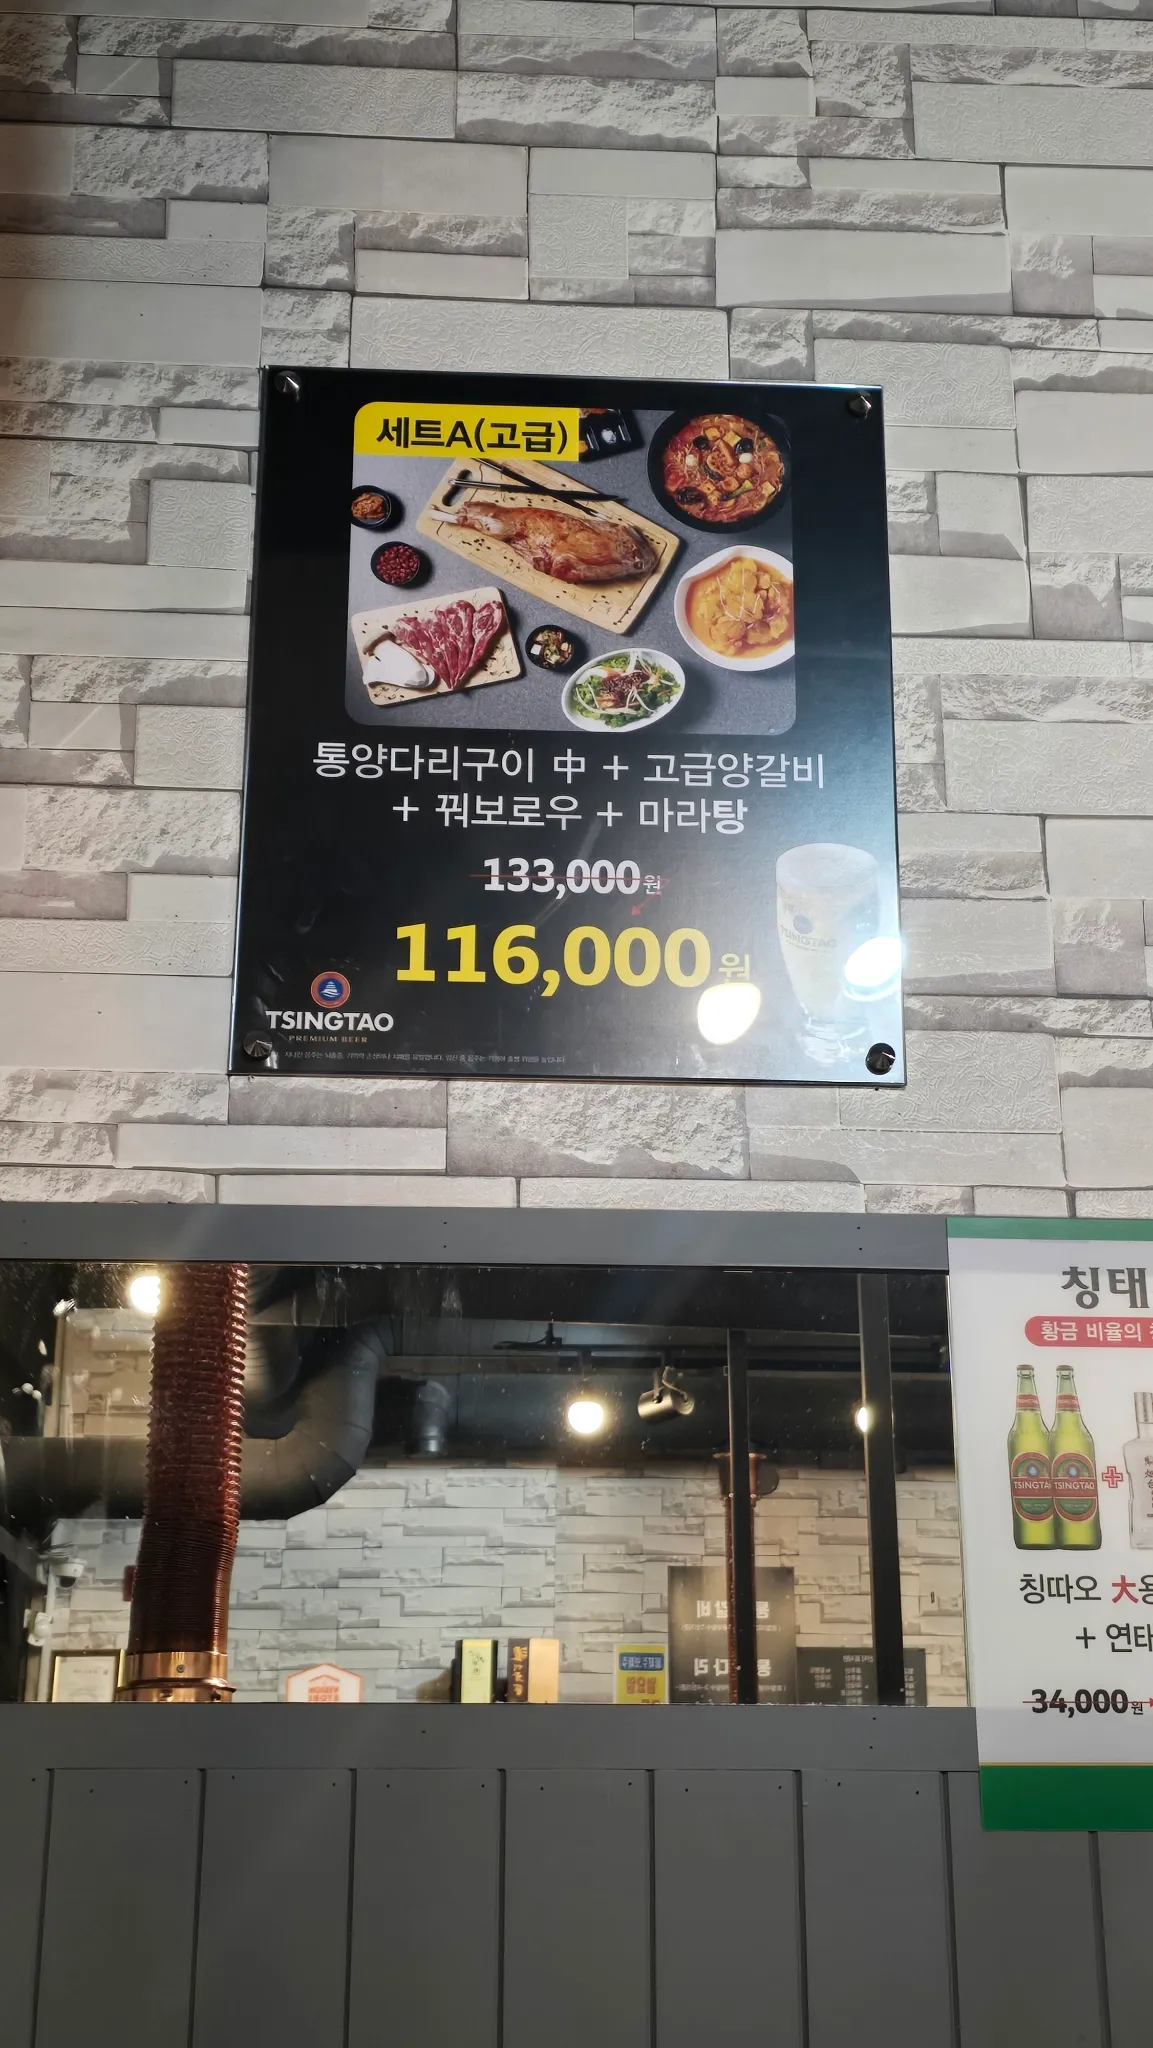 세트A(고급)
통양다리구이 中 + 고급양갈비
+ 꿔보로우 + 마라탕
133,000원
116,000원
TSINGTAO
PREMIUM BEER
TSINGTAO
칭태
황금 비율의
TSINGTAO
칭따오 大용
+ 연태
34,000원